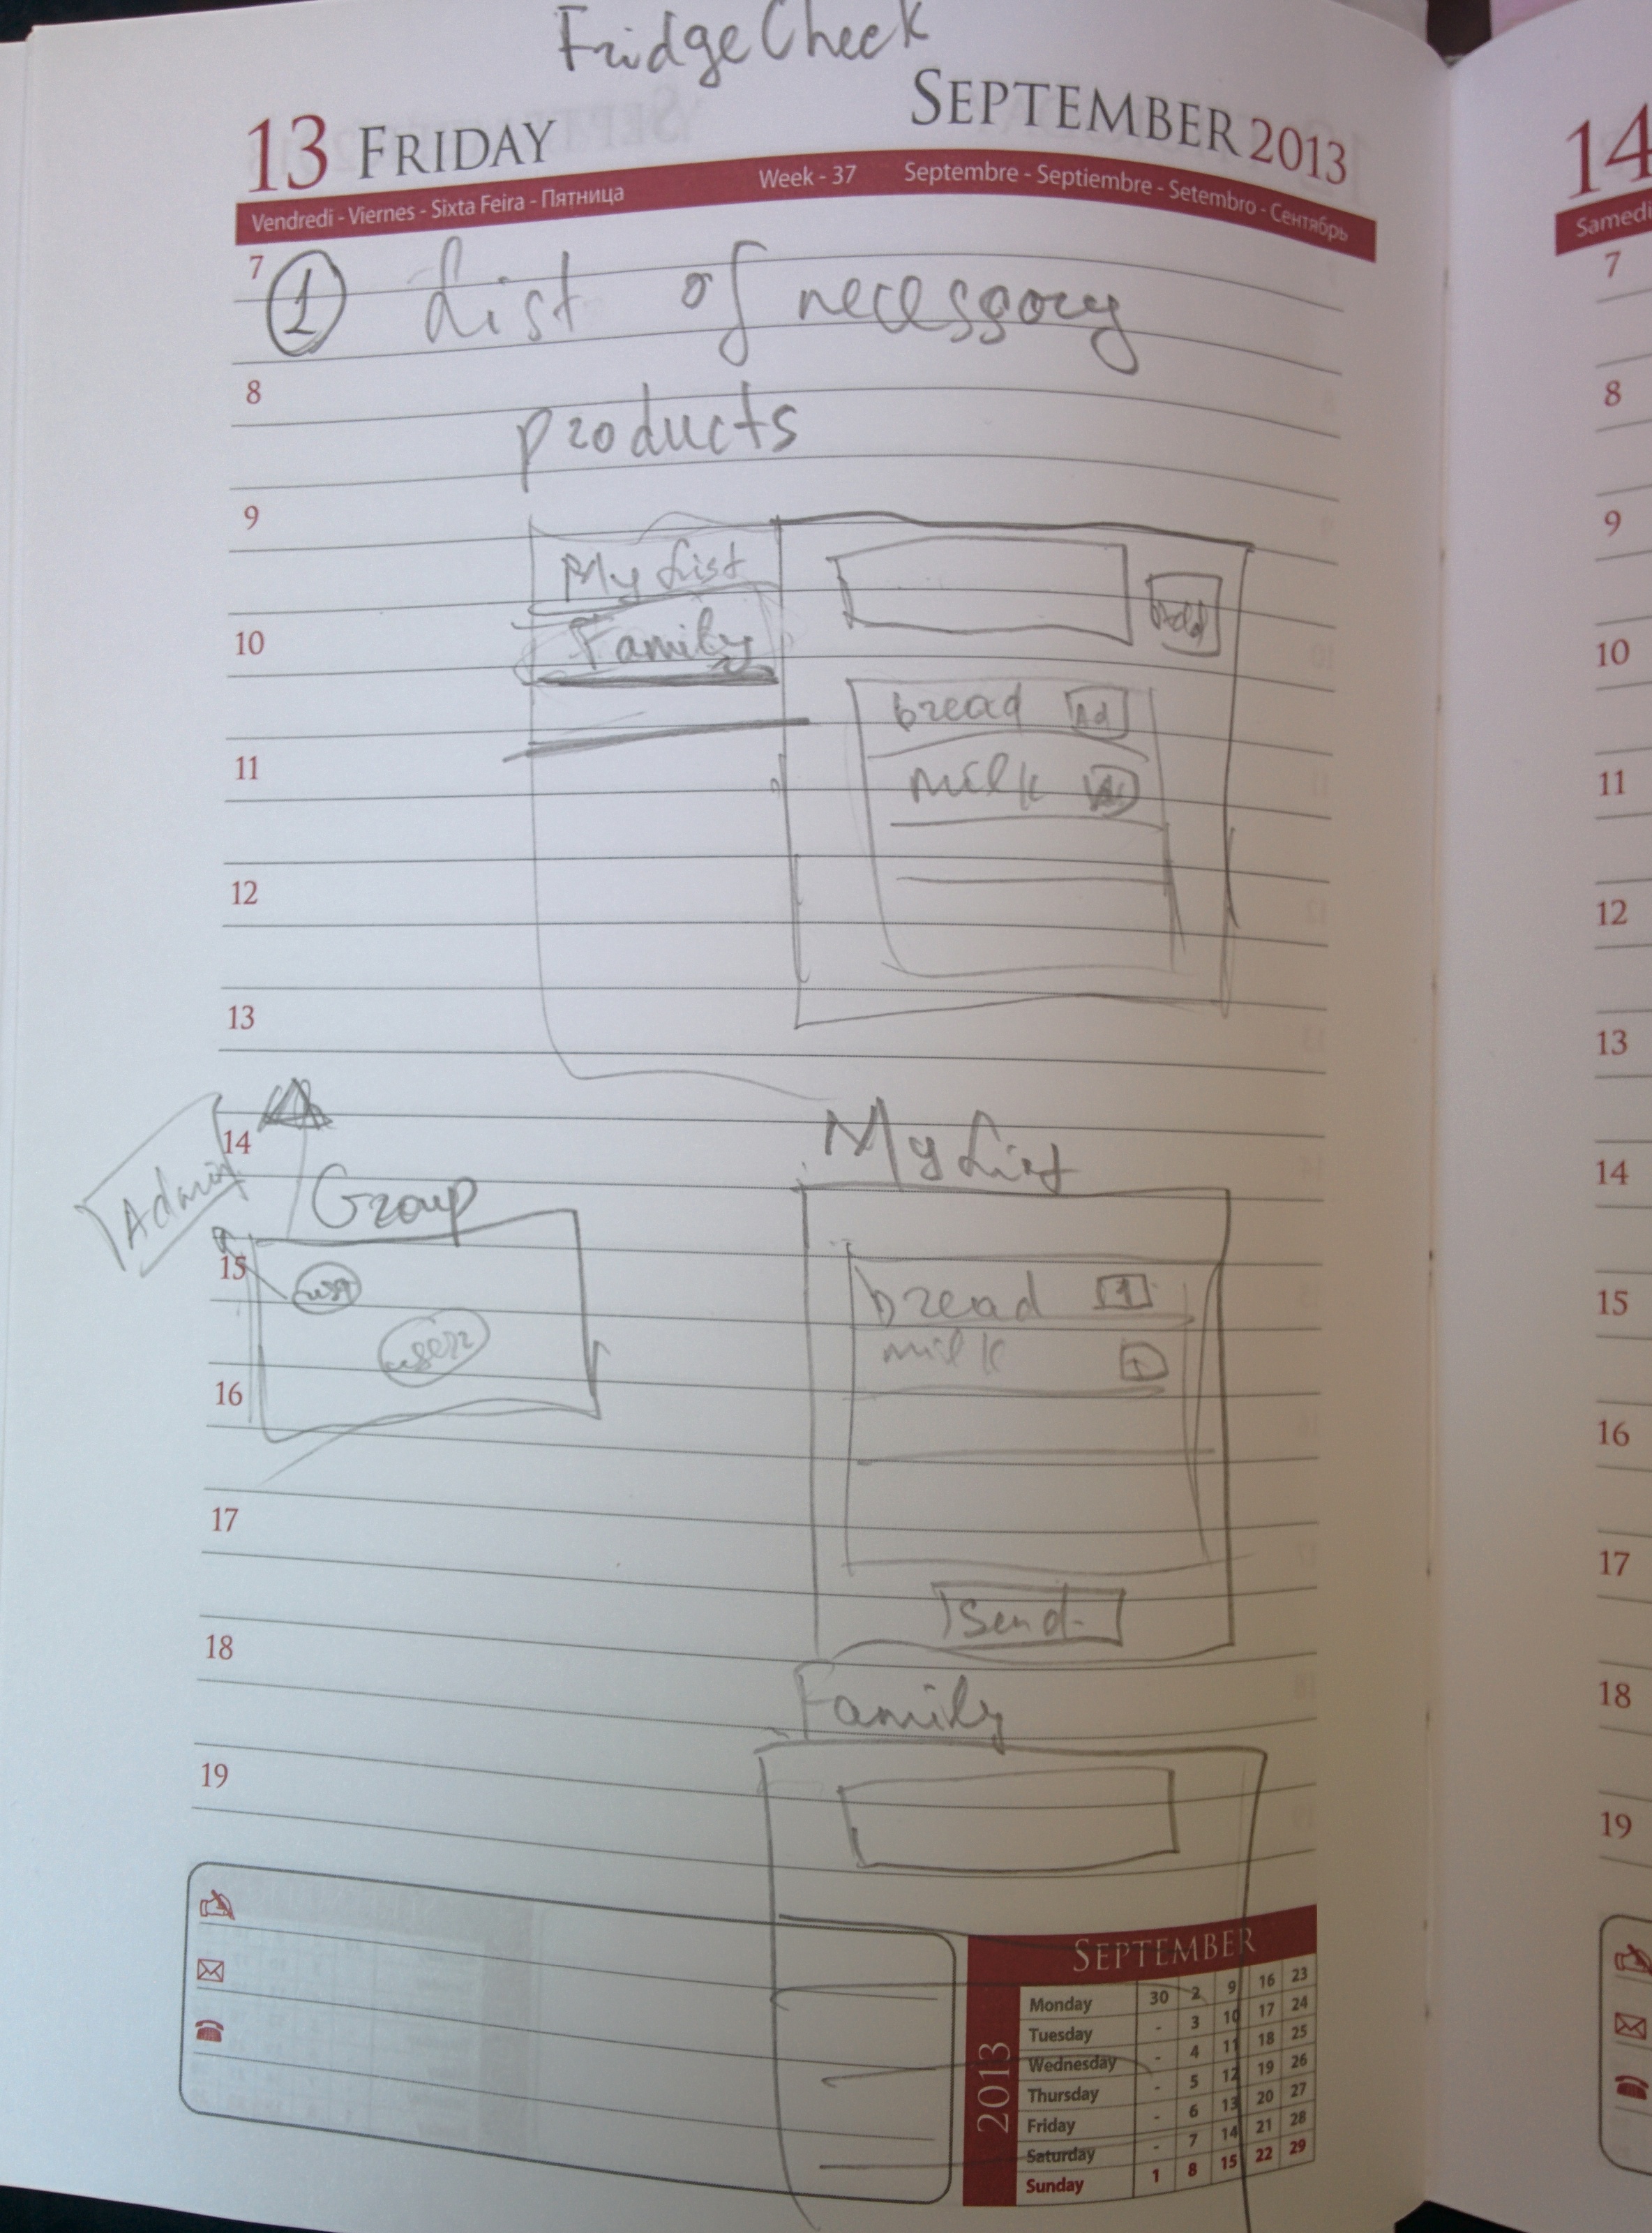 FridgeCheck
13 FRIDAY SEPTEMBER 2013
Vendredi - Viernes - Sixta Feira - Пятница Week - 37 Septembre - Septiembre - Setembro - Сентябрь
7
1 List of necessary
8
products
9
My List
Add
10
Family
bread Ad
11
milk
12
13
My List
14
Admin
Group
15
user
bread 1
user2
milk +
16
17
Send
18
Family
19
SEPTEMBER
2013
Monday 30 2 9 16 23
Tuesday - 3 10 17 24
Wednesday - 4 11 18 25
Thursday - 5 12 19 26
Friday - 6 13 20 27
Saturday - 7 14 21 28
Sunday 1 8 15 22 29
14
Samedi
7
8
9
10
11
12
13
14
15
16
17
18
19